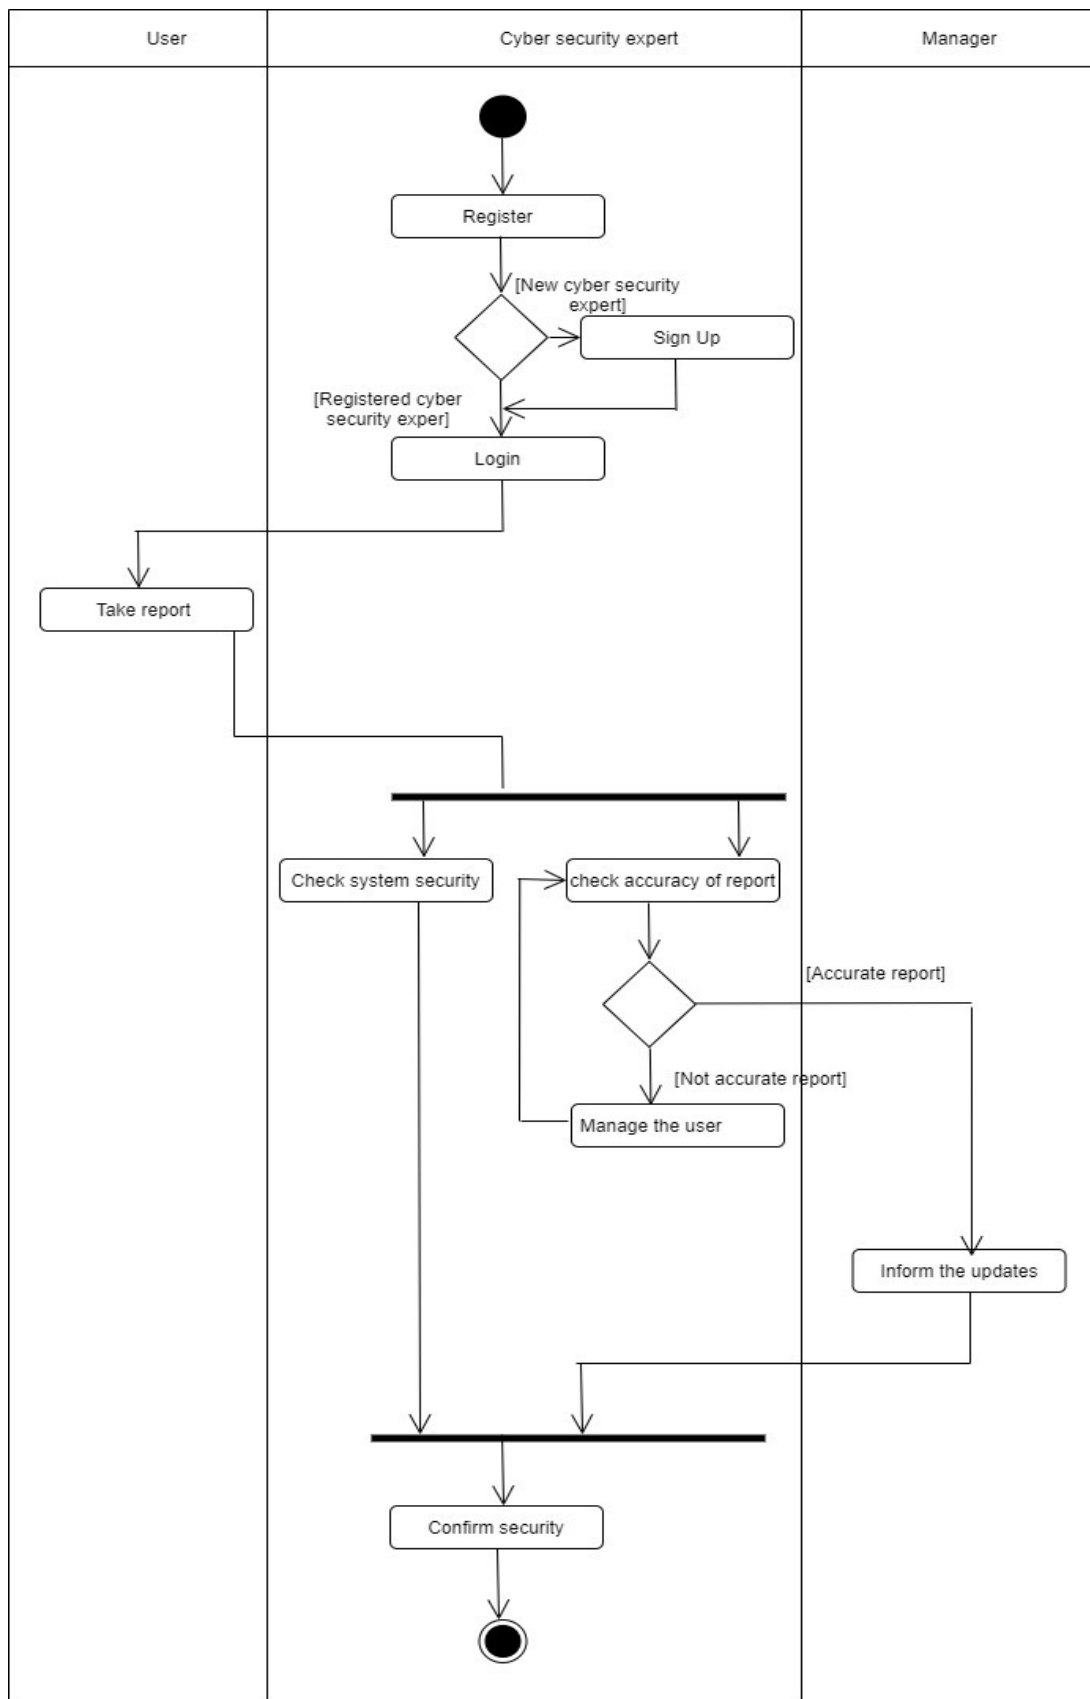 User
Cyber security expert
Manager
Register
[New cyber security
expert]
Sign Up
[Registered cyber
security exper]
Login
Take report
Check system security
check accuracy of report
[Accurate report]
[Not accurate report]
Manage the user
Inform the updates
Confirm security